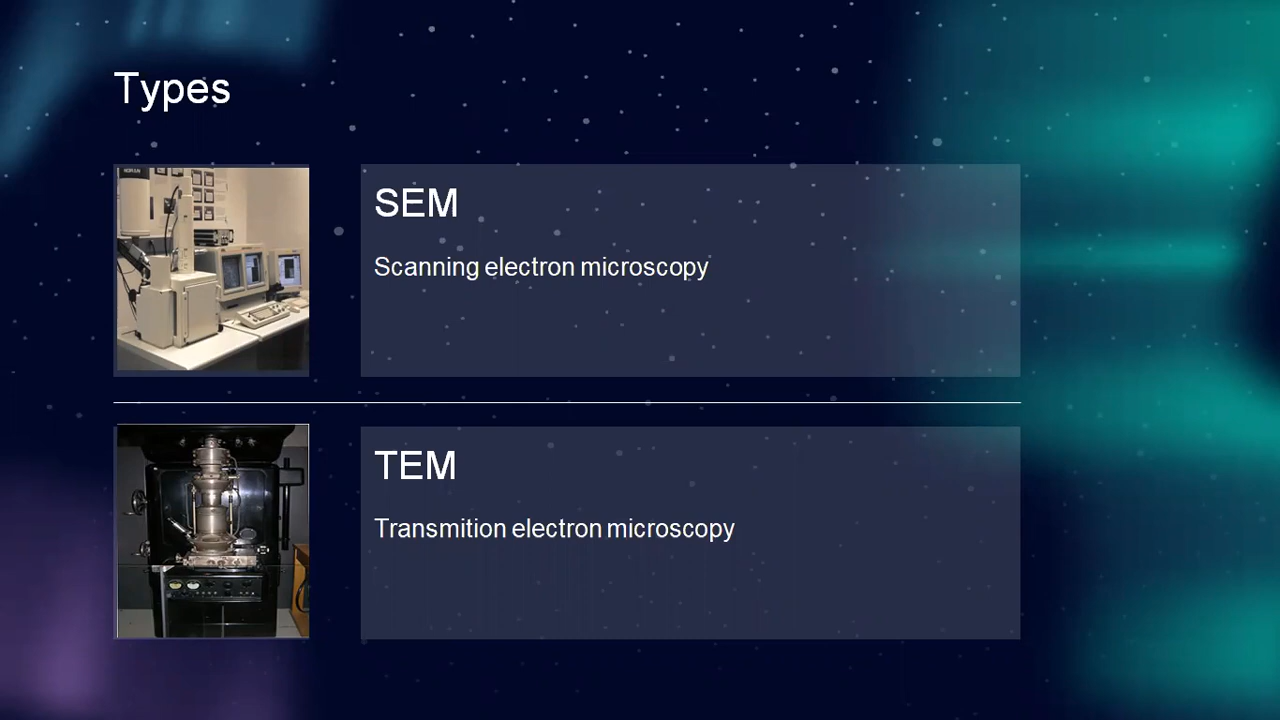 Types
SEM
Scanning electron microscopy
TEM
Transmition electron microscopy